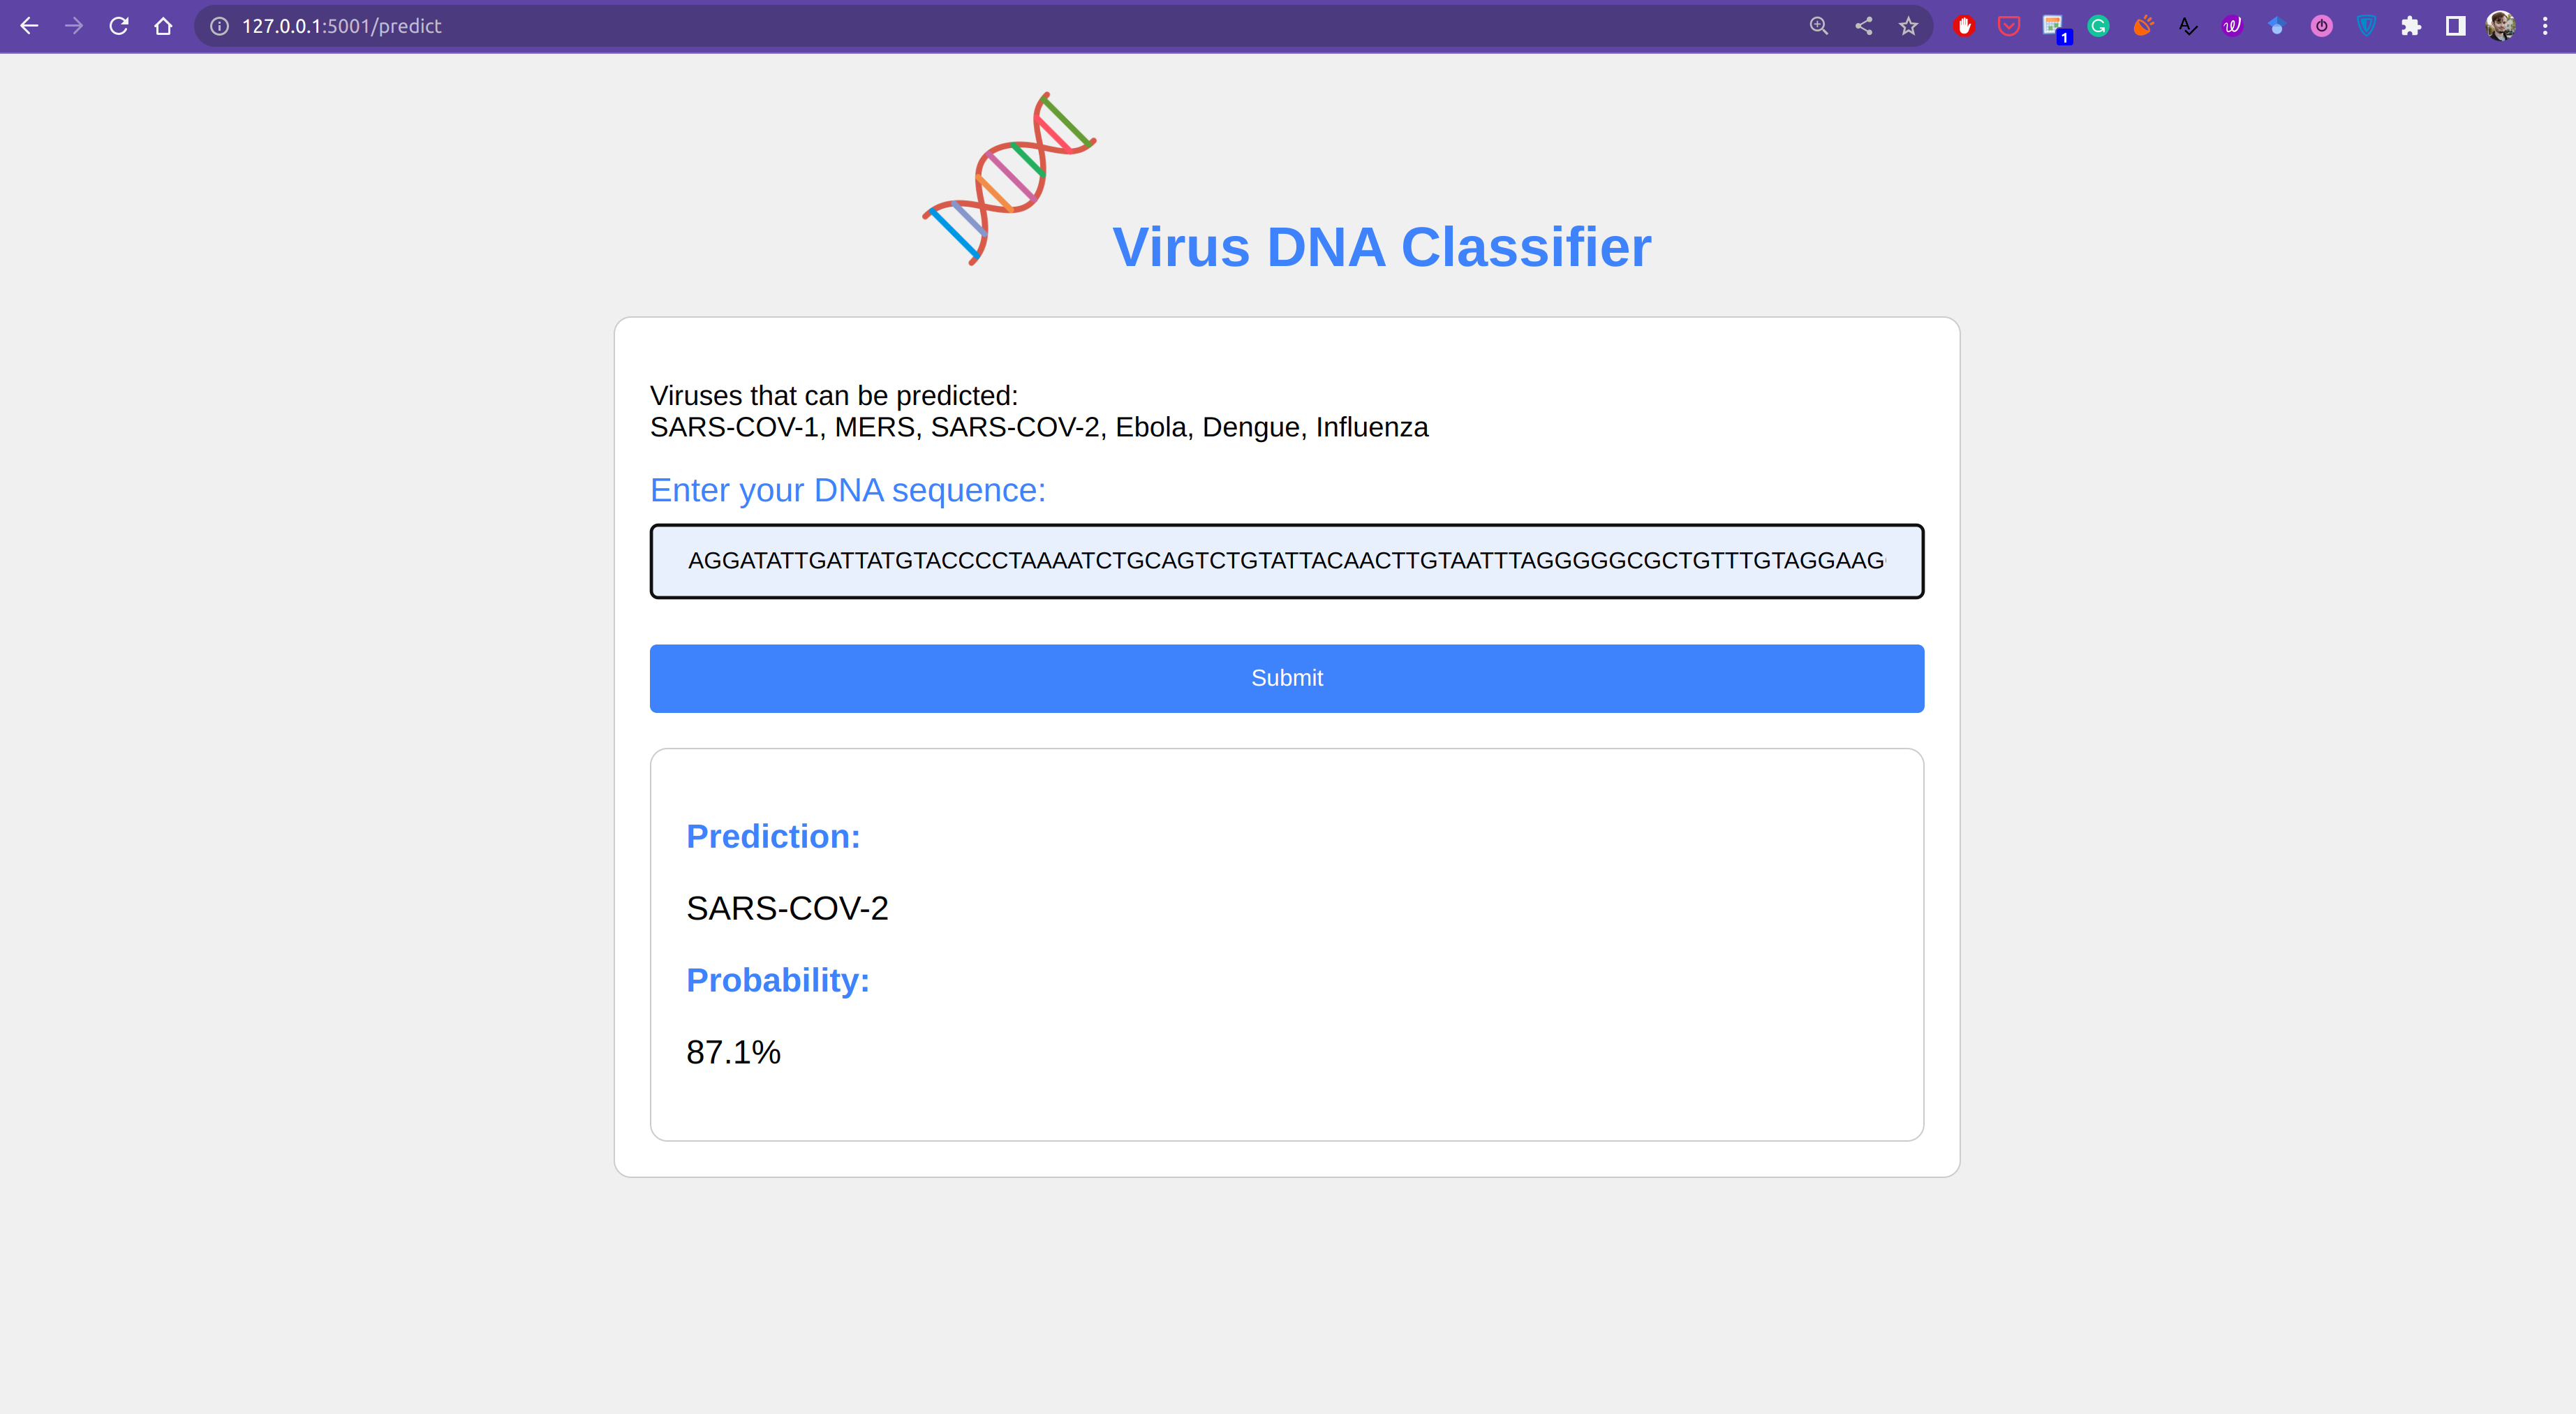 127.0.0.1:5001/predict
1
Virus DNA Classifier
Viruses that can be predicted:
SARS-COV-1, MERS, SARS-COV-2, Ebola, Dengue, Influenza
Enter your DNA sequence:
AGGATATTGATTATGTACCCCTAAAATCTGCAGTCTGTATTACAACTTGTAATTTAGGGGGCGCTGTTTGTAGGAAG
Submit
Prediction:
SARS-COV-2
Probability:
87.1%